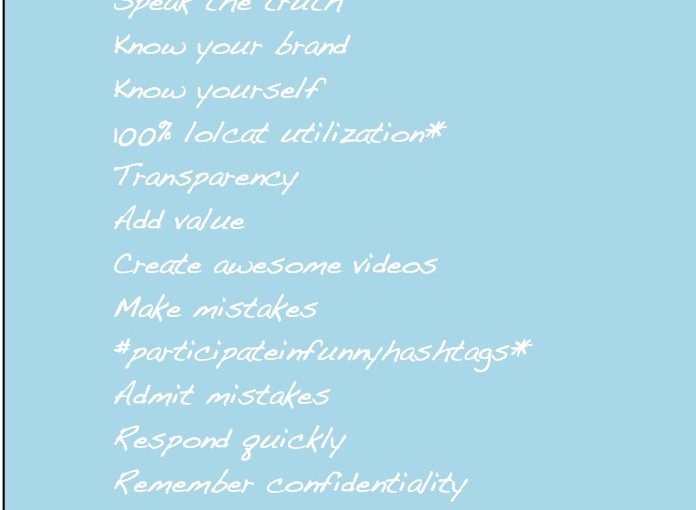 Speak the truth
Know your brand
Know yourself
100% lolcat utilization*
Transparency
Add value
Create awesome videos
Make mistakes
#participateinfunnyhashtags*
Admit mistakes
Respond quickly
Remember confidentiality